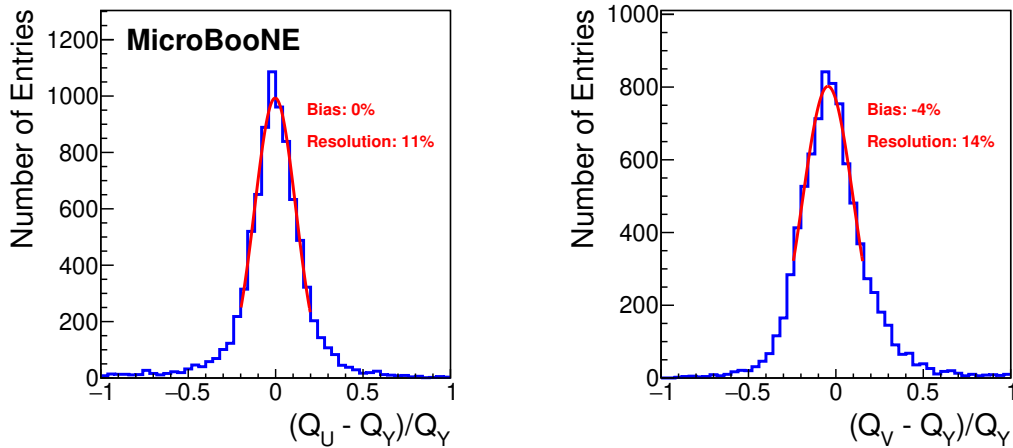 MicroBooNE
Number of Entries
1200
1000
800
600
400
200
0
Bias: 0%
Resolution: 11%
−1 −0.5 0 0.5 1
(Q_U - Q_Y)/Q_Y
Number of Entries
1000
800
600
400
200
0
Bias: -4%
Resolution: 14%
−1 −0.5 0 0.5 1
(Q_V - Q_Y)/Q_Y